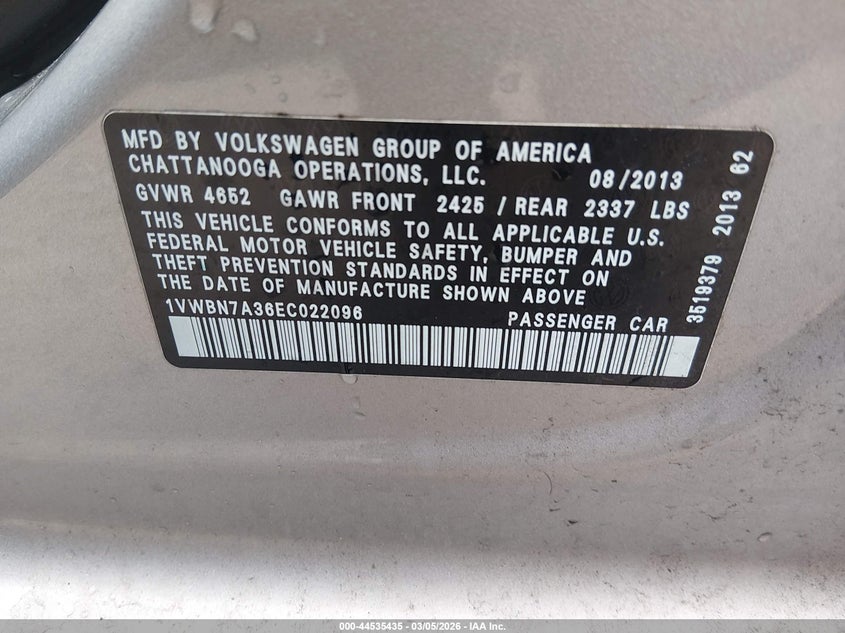 MFD BY VOLKSWAGEN GROUP OF AMERICA
CHATTANOOGA OPERATIONS, LLC. 08/2013
GVWR 4652 GAWR FRONT 2425 / REAR 2337 LBS
THIS VEHICLE CONFORMS TO ALL APPLICABLE U.S.
FEDERAL MOTOR VEHICLE SAFETY, BUMPER AND
THEFT PREVENTION STANDARDS IN EFFECT ON
THE DATE OF MANUFACTURE SHOWN ABOVE
1VWBN7A36EC022096 PASSENGER CAR
3519379 2013 62
000-44535435 - 03/05/2026 - IAA Inc.